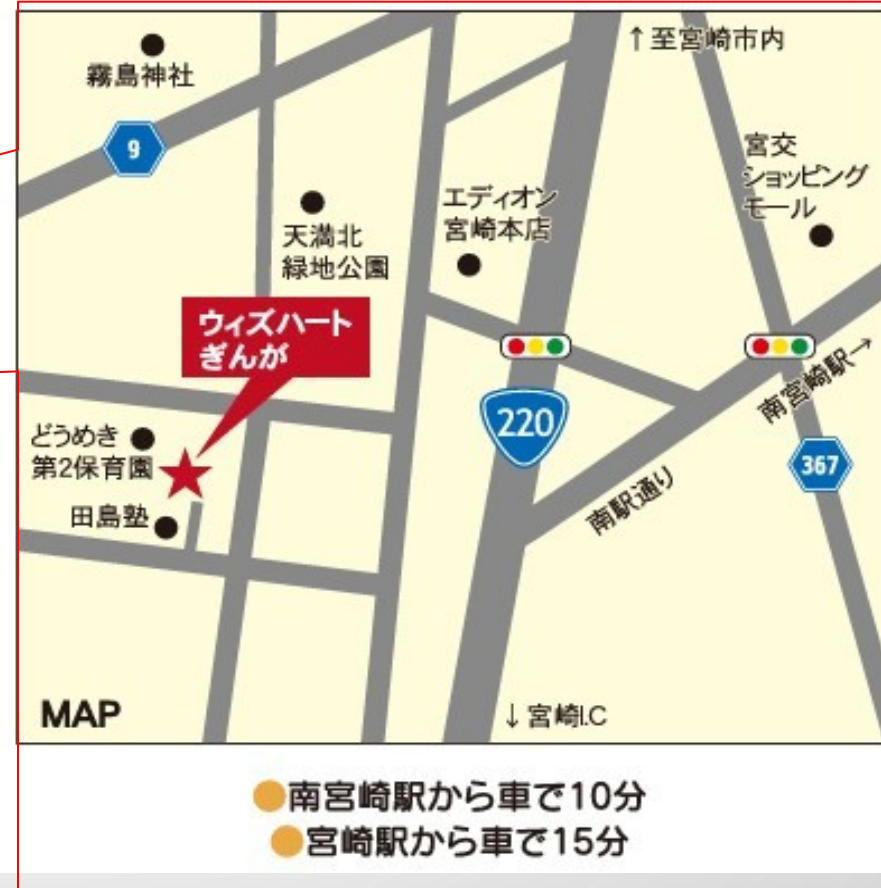 ↑至宮崎市内
霧島神社
9
宮交
ショッピング
モール
エディオン
宮崎本店
天満北
緑地公園
ウィズハート
ぎんが
南宮崎駅→
220
367
どうめき
第2保育園
南駅通り
田島塾
MAP
↓宮崎I.C
●南宮崎駅から車で10分
●宮崎駅から車で15分